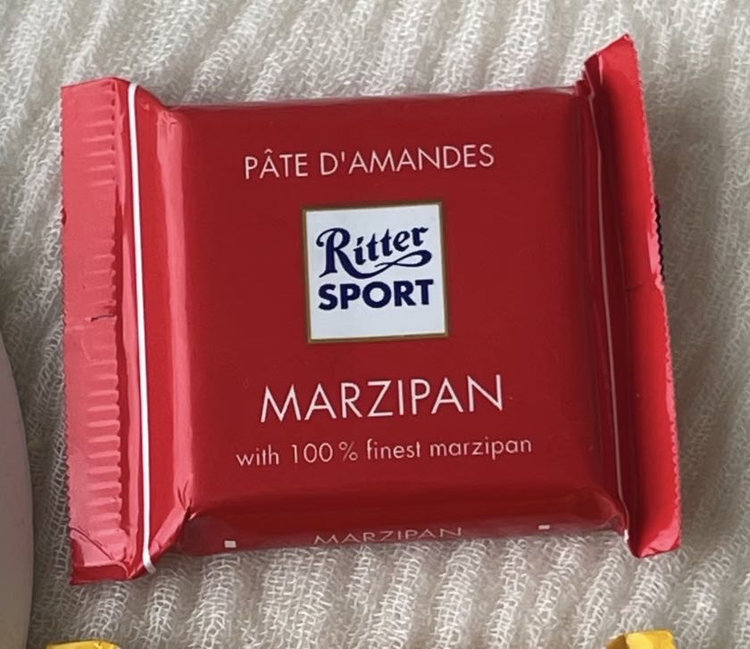 PÂTE D'AMANDES
Ritter
SPORT
MARZIPAN
with 100 % finest marzipan
MARZIPAN